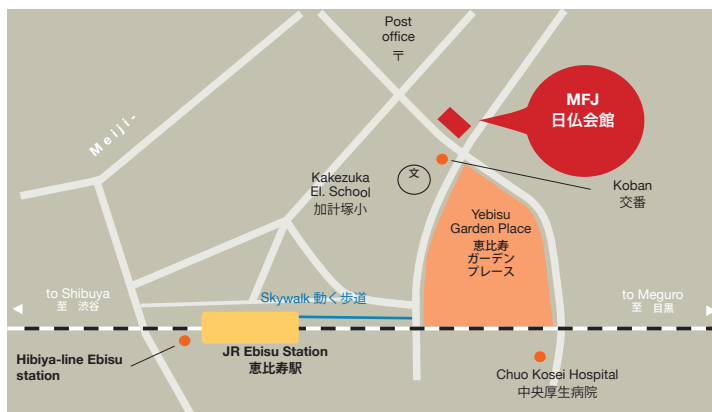 Post
office
〒
MFJ
日仏会館
Meiji-
文
Kakezuka
El. School
加計塚小
Koban
交番
Yebisu
Garden Place
恵比寿
ガーデン
プレース
to Shibuya
至 渋谷
Skywalk 動く歩道
to Meguro
至 目黒
Hibiya-line Ebisu
station
JR Ebisu Station
恵比寿駅
Chuo Kosei Hospital
中央厚生病院